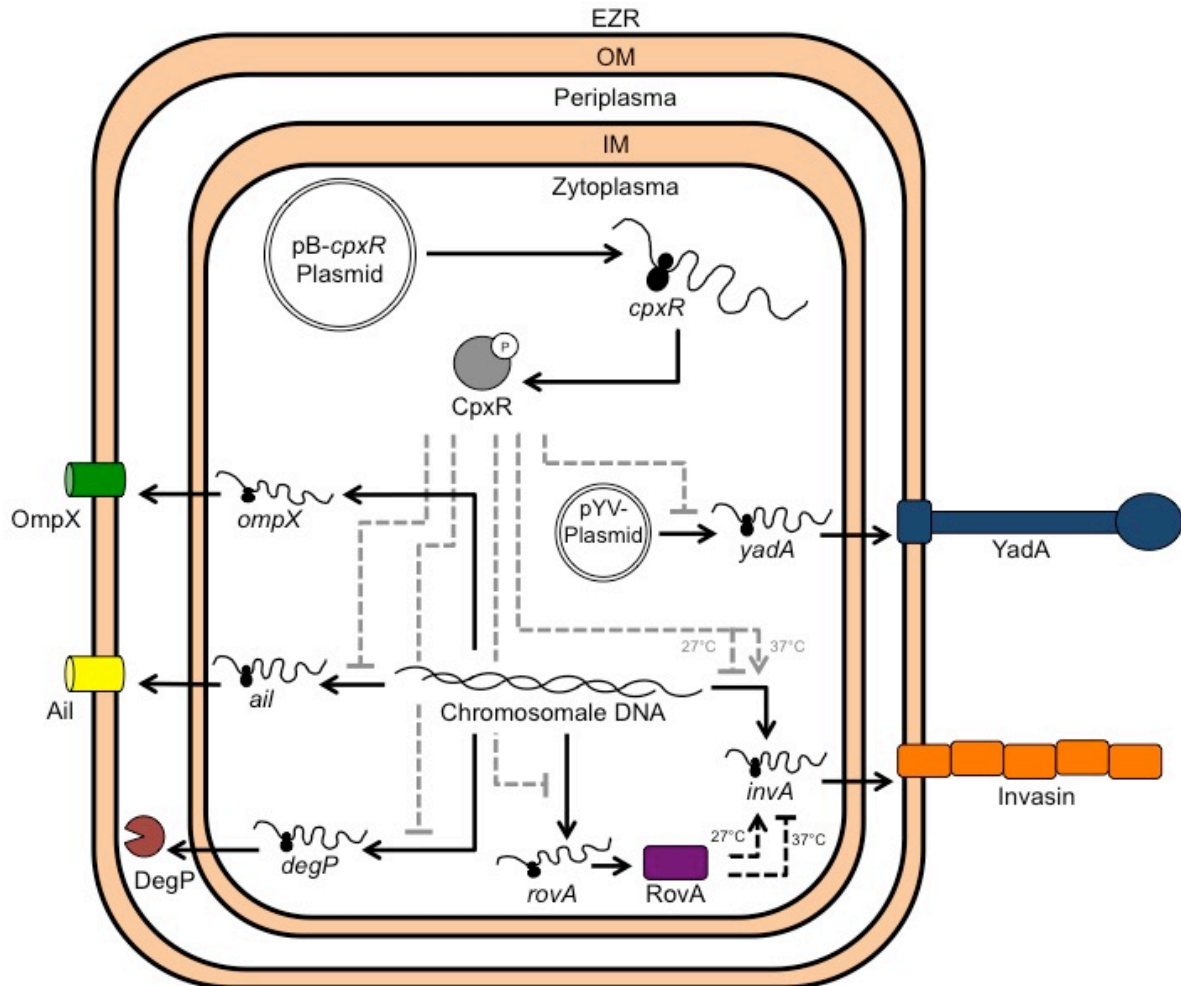 EZR
OM
Periplasma
IM
Zytoplasma
pB-cpxR
Plasmid
cpxR
P
CpxR
OmpX
ompX
pYV-
Plasmid
yadA
YadA
27°C
37°C
Ail
ail
Chromosomale DNA
invA
Invasin
DegP
degP
rovA
RovA
27°C
37°C